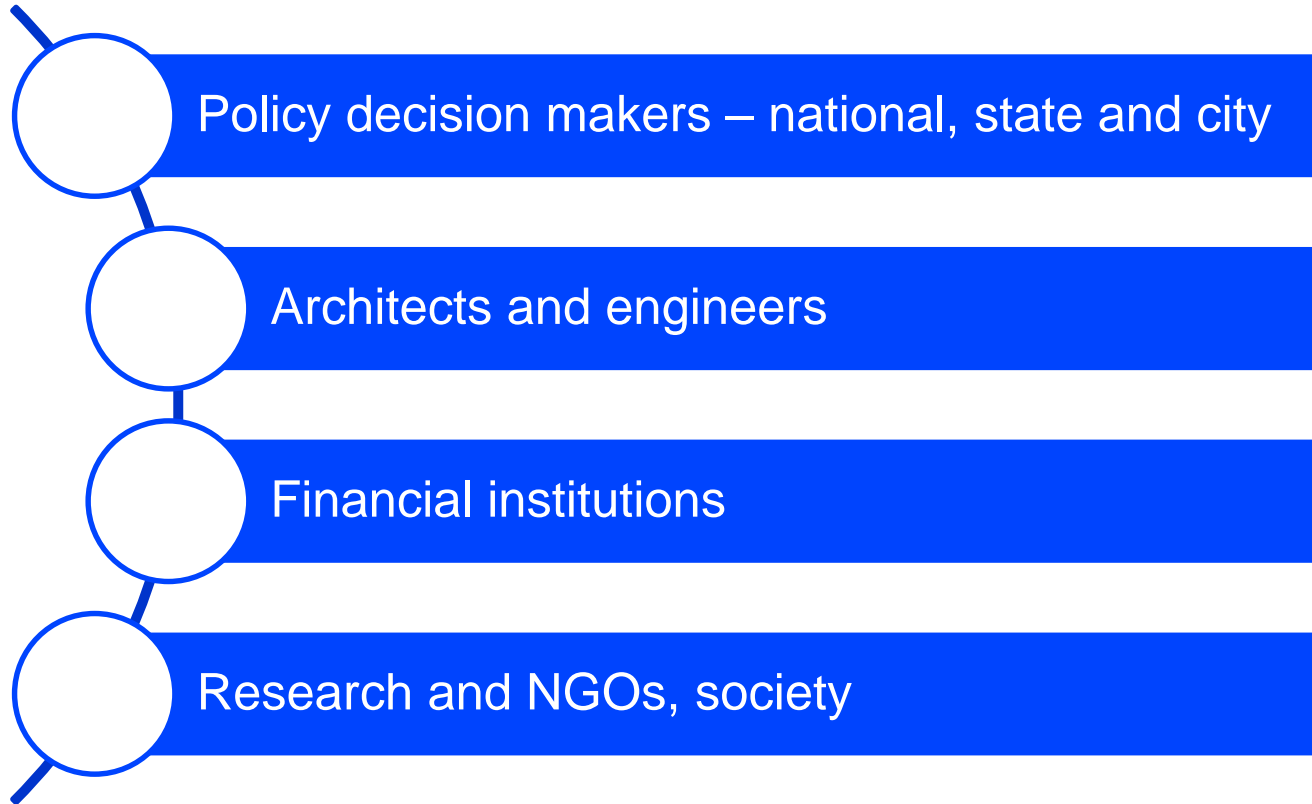 Policy decision makers – national, state and city
Architects and engineers
Financial institutions
Research and NGOs, society